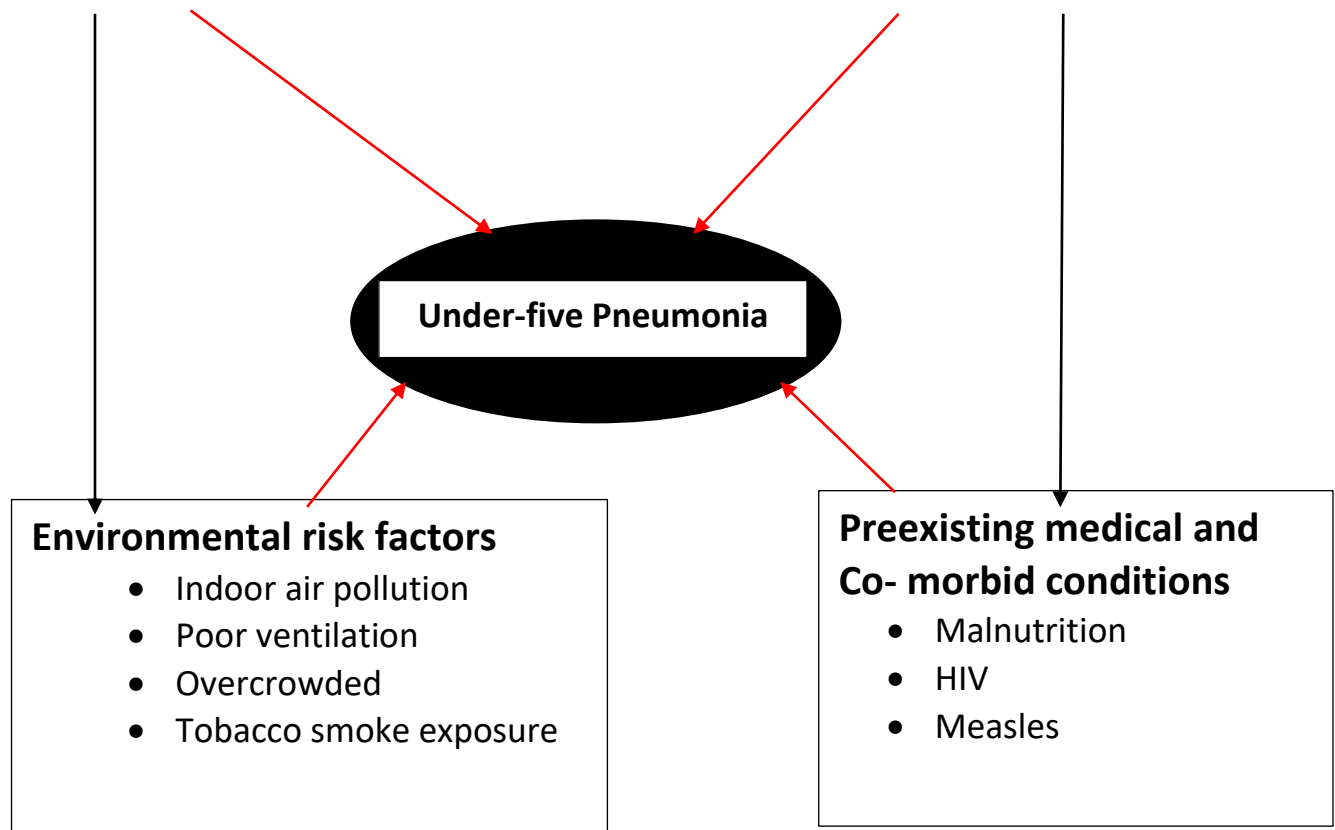 Under-five Pneumonia
Environmental risk factors
• Indoor air pollution
• Poor ventilation
• Overcrowded
• Tobacco smoke exposure
Preexisting medical and
Co- morbid conditions
• Malnutrition
• HIV
• Measles